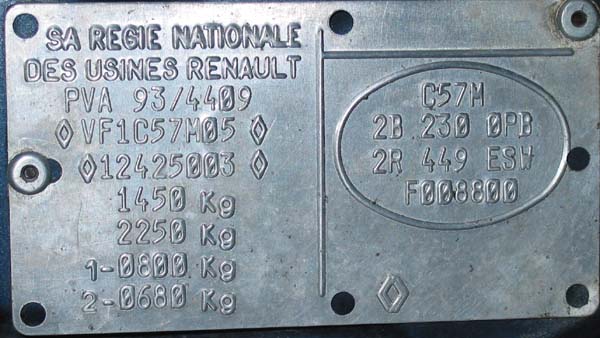 SA REGIE NATIONALE
DES USINES RENAULT
PVA 93/4409
◊VF1C57M05◊
◊12425003◊
1450 Kg
2250 Kg
1-0800 Kg
2-0680 Kg
C57M
2B 230 0PB
2R 449 ESW
F008800